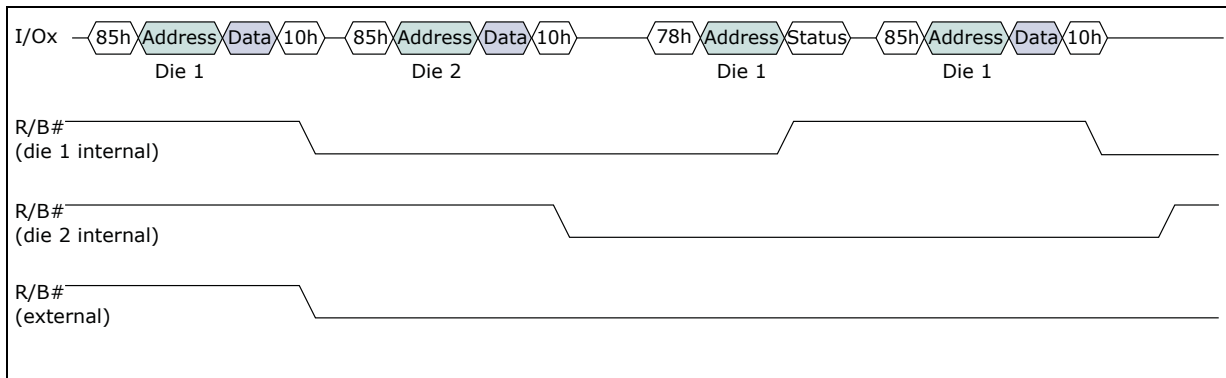 I/Ox 85h Address Data 10h 85h Address Data 10h 78h Address Status 85h Address Data 10h
Die 1 Die 2 Die 1 Die 1
R/B#
(die 1 internal)
R/B#
(die 2 internal)
R/B#
(external)